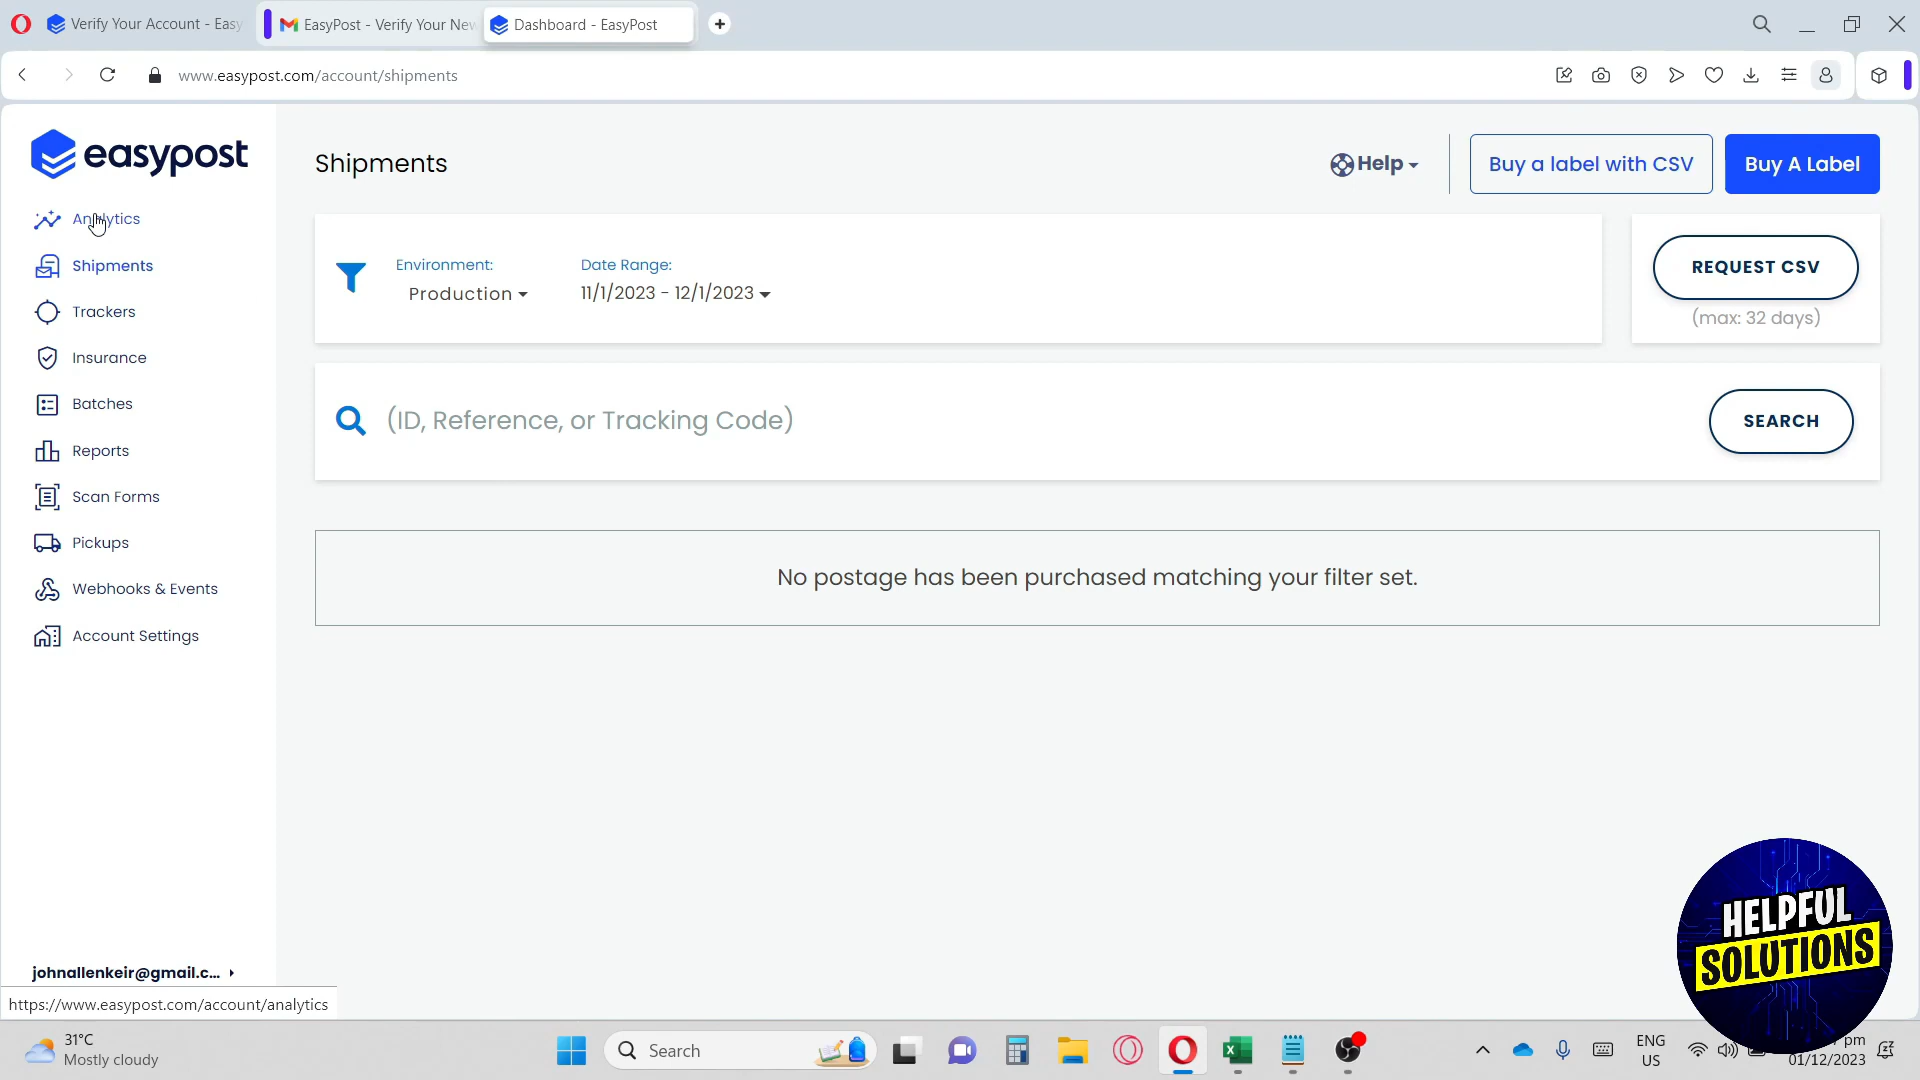 Verify Your Account - Easy
EasyPost - Verify Your New
Dashboard - EasyPost
www.easypost.com/account/shipments
easypost
Analytics
Shipments
Trackers
Insurance
Batches
Reports
Scan Forms
Pickups
Webhooks & Events
Account Settings
johnallenkeir@gmail.c...
https://www.easypost.com/account/analytics
Shipments
Help
Buy a label with CSV
Buy A Label
Environment:
Production
Date Range:
11/1/2023 - 12/1/2023
REQUEST CSV
(max: 32 days)
(ID, Reference, or Tracking Code)
SEARCH
No postage has been purchased matching your filter set.
HELPFUL
SOLUTIONS
31°C
Mostly cloudy
Search
ENG
US
pm
01/12/2023